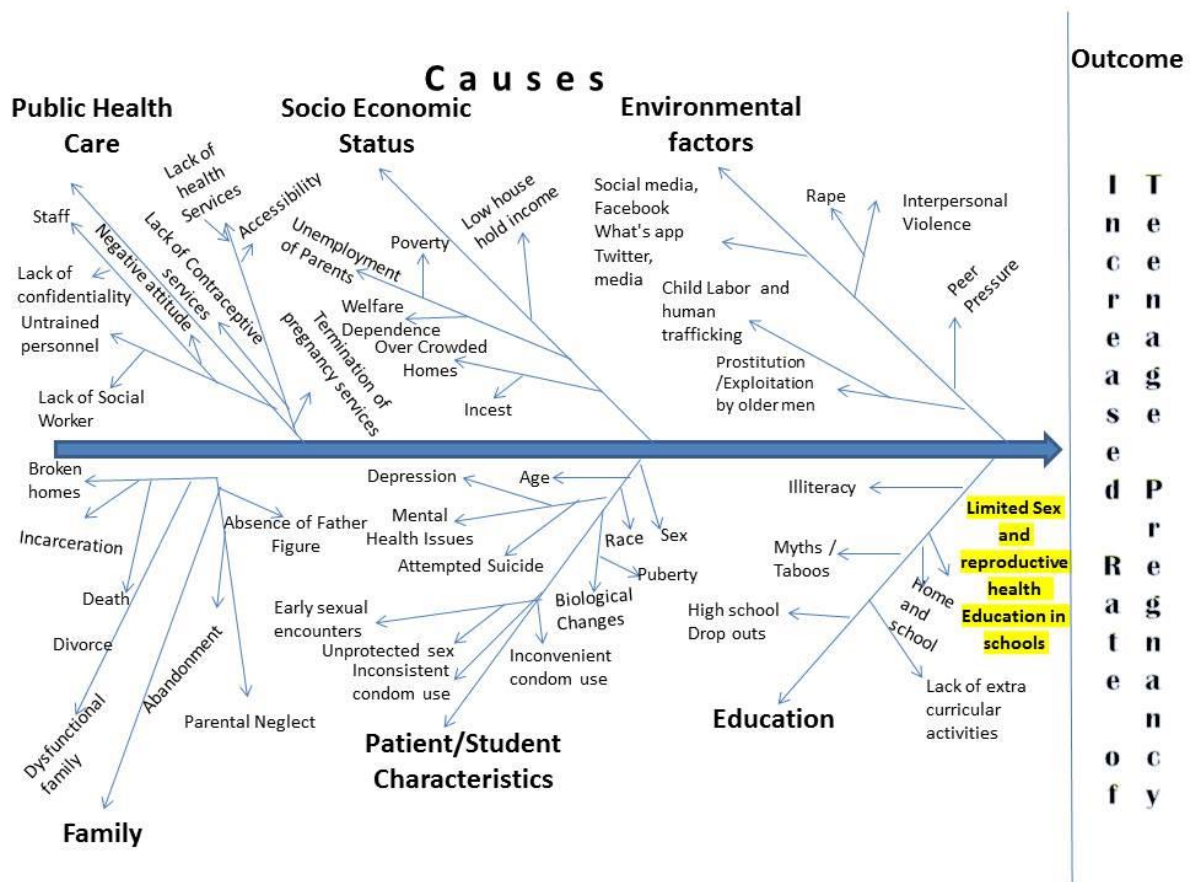 Causes
Outcome
Public Health
Care
Socio Economic
Status
Environmental
factors
Staff
Lack of
confidentiality
Untrained
personnel
Lack of Social
Worker
Negative attitude
Lack of Contraceptive
services
Lack of
health
Services
Accessibility
Termination of
pregnancy services
Unemployment
of Parents
Poverty
Low house
hold income
Welfare
Dependence
Over Crowded
Homes
Incest
Social media,
Facebook
What's app
Twitter,
media
Rape
Interpersonal
Violence
Child Labor and
human
trafficking
Peer
Pressure
Prostitution
/Exploitation
by older men
Broken
homes
Incarceration
Death
Divorce
Dysfunctional
family
Abandonment
Absence of Father
Figure
Parental Neglect
Family
Depression
Age
Mental
Health Issues
Attempted Suicide
Race
Sex
Puberty
Biological
Changes
Early sexual
encounters
Unprotected sex
Inconsistent
condom use
Inconvenient
condom use
Patient/Student
Characteristics
Illiteracy
Myths /
Taboos
High school
Drop outs
Home
and
school
Limited Sex
and
reproductive
health
Education in
schools
Lack of extra
curricular
activities
Education
Increased Rate of
Teenage Pregnancy